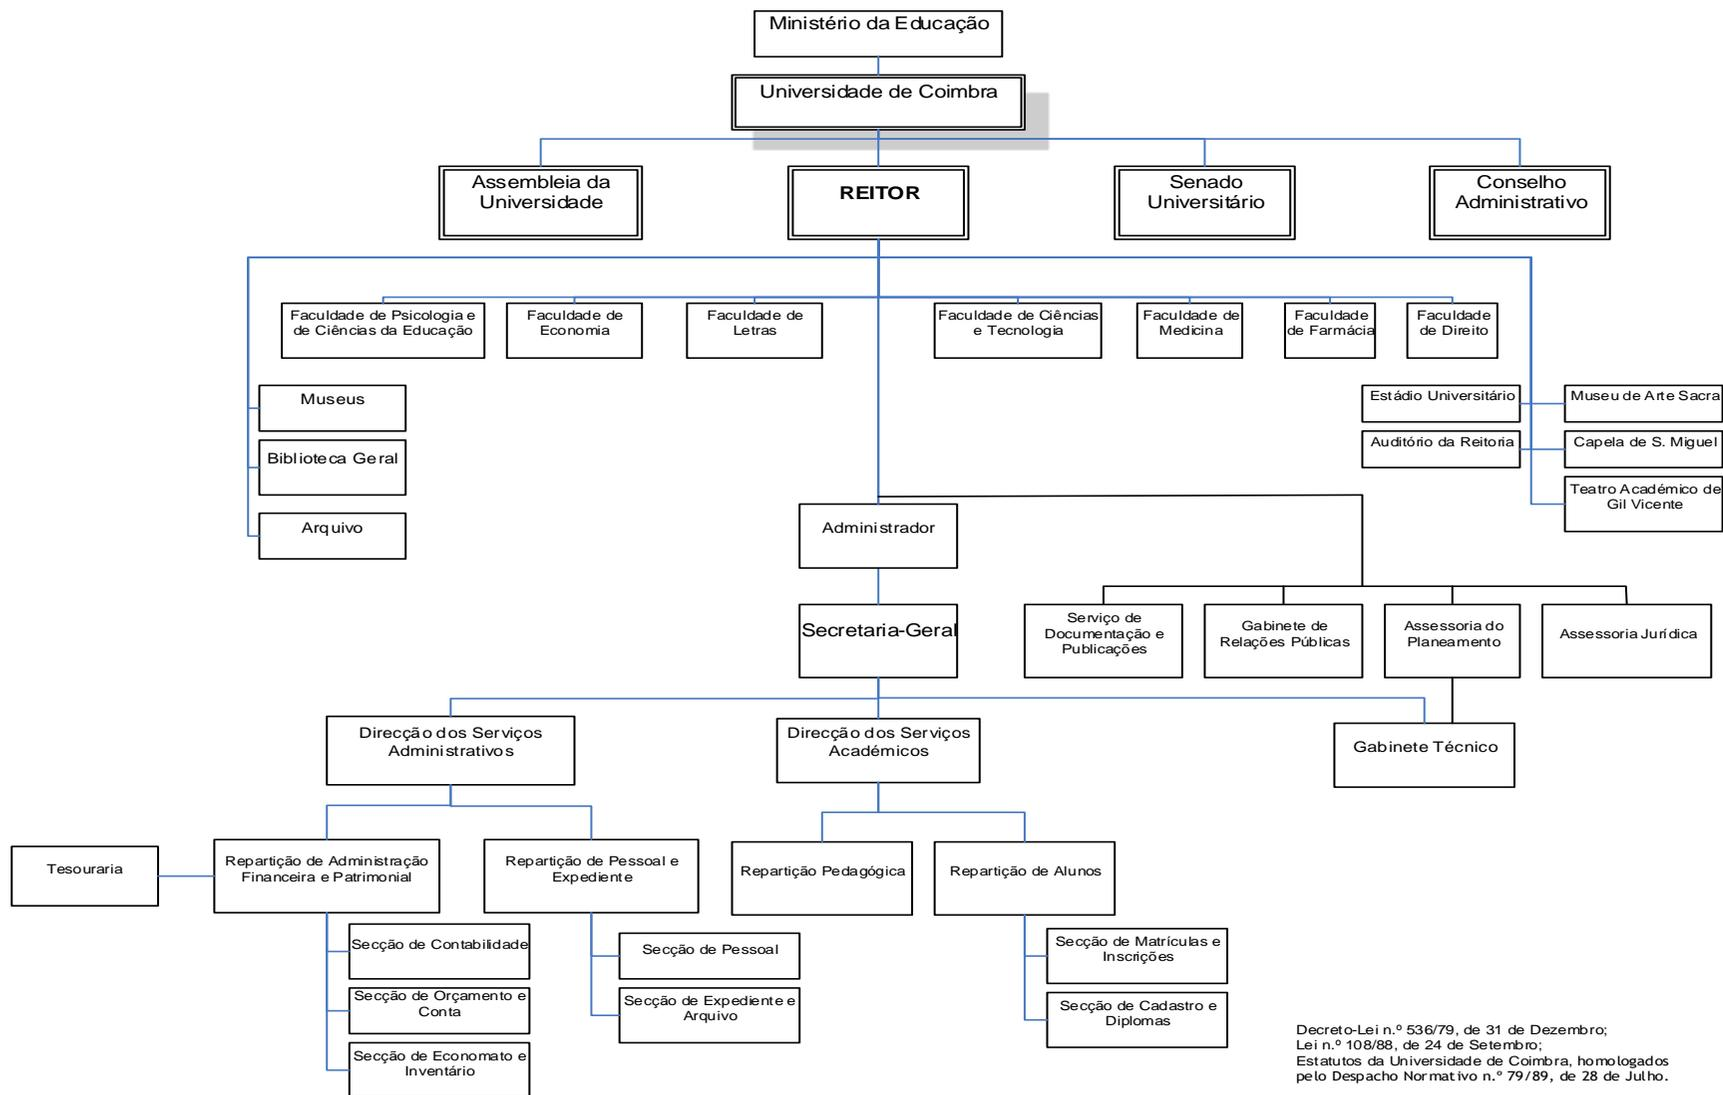 Ministério da Educação
Universidade de Coimbra
Assembleia da
Universidade
REITOR
Senado
Universitário
Conselho
Administrativo
Faculdade de Psicologia e
de Ciências da Educação
Faculdade de
Economia
Faculdade de
Letras
Faculdade de Ciências
e Tecnologia
Faculdade de
Medicina
Faculdade
de Farmácia
Faculdade
de Direito
Museus
Biblioteca Geral
Arquivo
Estádio Universitário
Museu de Arte Sacra
Auditório da Reitoria
Capela de S. Miguel
Teatro Académico de
Gil Vicente
Administrador
Secretaria-Geral
Serviço de
Documentação e
Publicações
Gabinete de
Relações Públicas
Assessoria do
Planeamento
Assessoria Jurídica
Direcção dos Serviços
Administrativos
Direcção dos Serviços
Académicos
Gabinete Técnico
Tesouraria
Repartição de Administração
Financeira e Patrimonial
Repartição de Pessoal e
Expediente
Repartição Pedagógica
Repartição de Alunos
Secção de Contabilidade
Secção de Orçamento e
Conta
Secção de Economato e
Inventário
Secção de Pessoal
Secção de Expediente e
Arquivo
Secção de Matrículas e
Inscrições
Secção de Cadastro e
Diplomas
Decreto-Lei n.º 536/79, de 31 de Dezembro;
Lei n.º 108/88, de 24 de Setembro;
Estatutos da Universidade de Coimbra, homologados
pelo Despacho Normativo n.º 79/89, de 28 de Julho.